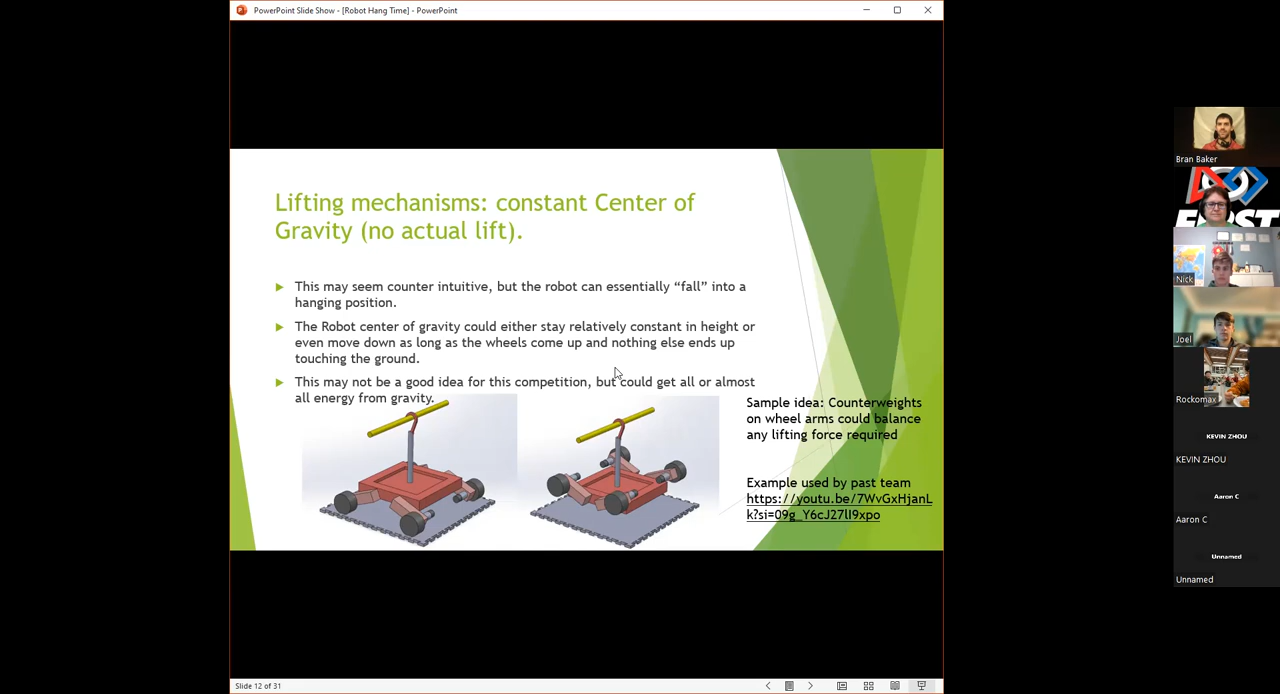 PowerPoint Slide Show - [Robot Hang Time] - PowerPoint
Lifting mechanisms: constant Center of
Gravity (no actual lift).
This may seem counter intuitive, but the robot can essentially “fall” into a
hanging position.
The Robot center of gravity could either stay relatively constant in height or
even move down as long as the wheels come up and nothing else ends up
touching the ground.
This may not be a good idea for this competition, but could get all or almost
all energy from gravity.
Sample idea: Counterweights
on wheel arms could balance
any lifting force required
Example used by past team
https://youtu.be/7WvGxHjanL
k?si=09g_Y6cJ27lI9xpo
Slide 12 of 31
Bran Baker
FIRST
Nick
Joel
Rockomax
KEVIN ZHOU
KEVIN ZHOU
Aaron C
Aaron C
Unnamed
Unnamed